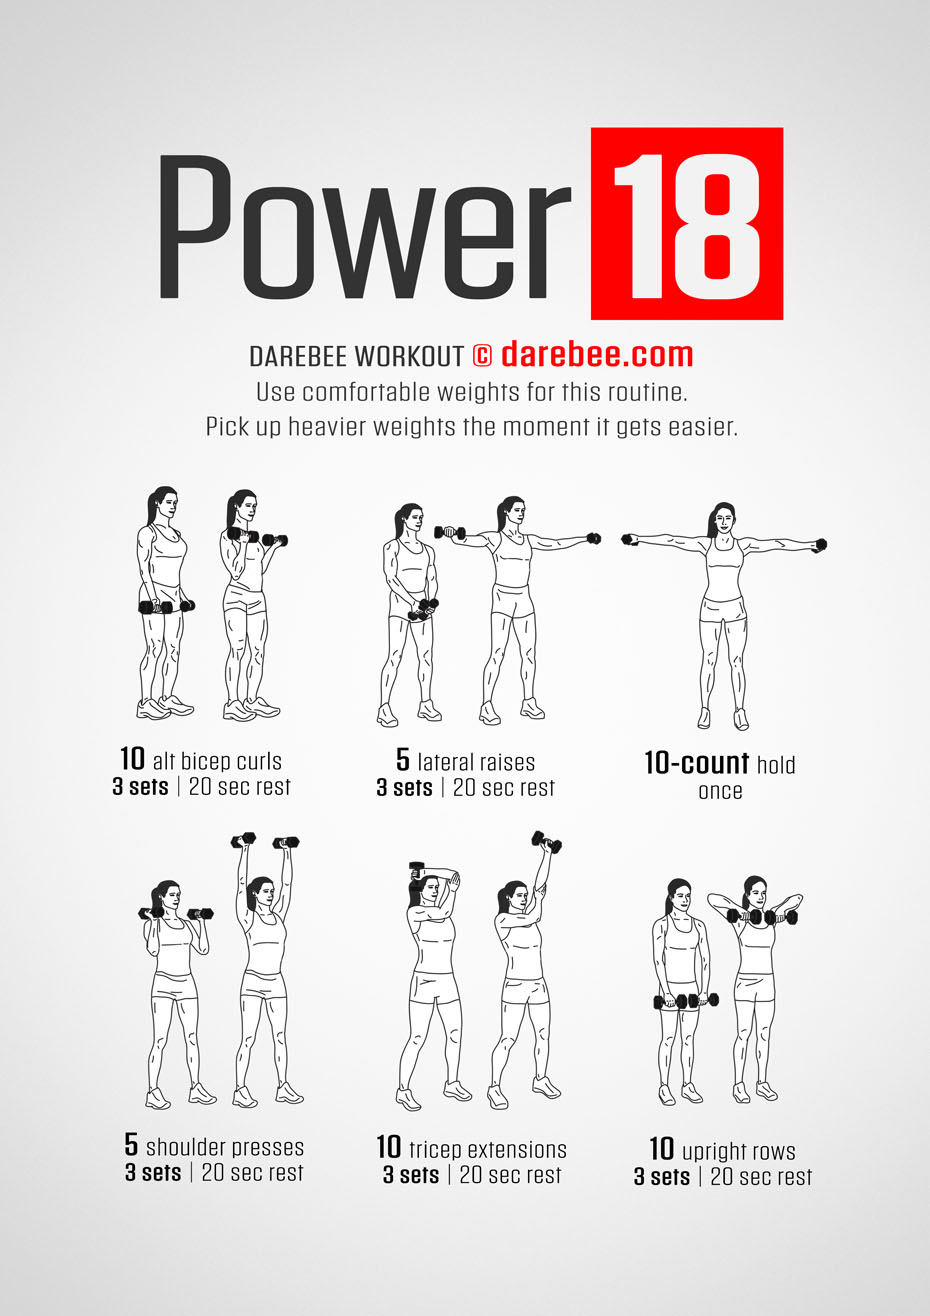 Power 18
DAREBEE WORKOUT © darebee.com
Use comfortable weights for this routine.
Pick up heavier weights the moment it gets easier.
10 alt bicep curls
3 sets | 20 sec rest
5 lateral raises
3 sets | 20 sec rest
10-count hold
once
5 shoulder presses
3 sets | 20 sec rest
10 tricep extensions
3 sets | 20 sec rest
10 upright rows
3 sets | 20 sec rest